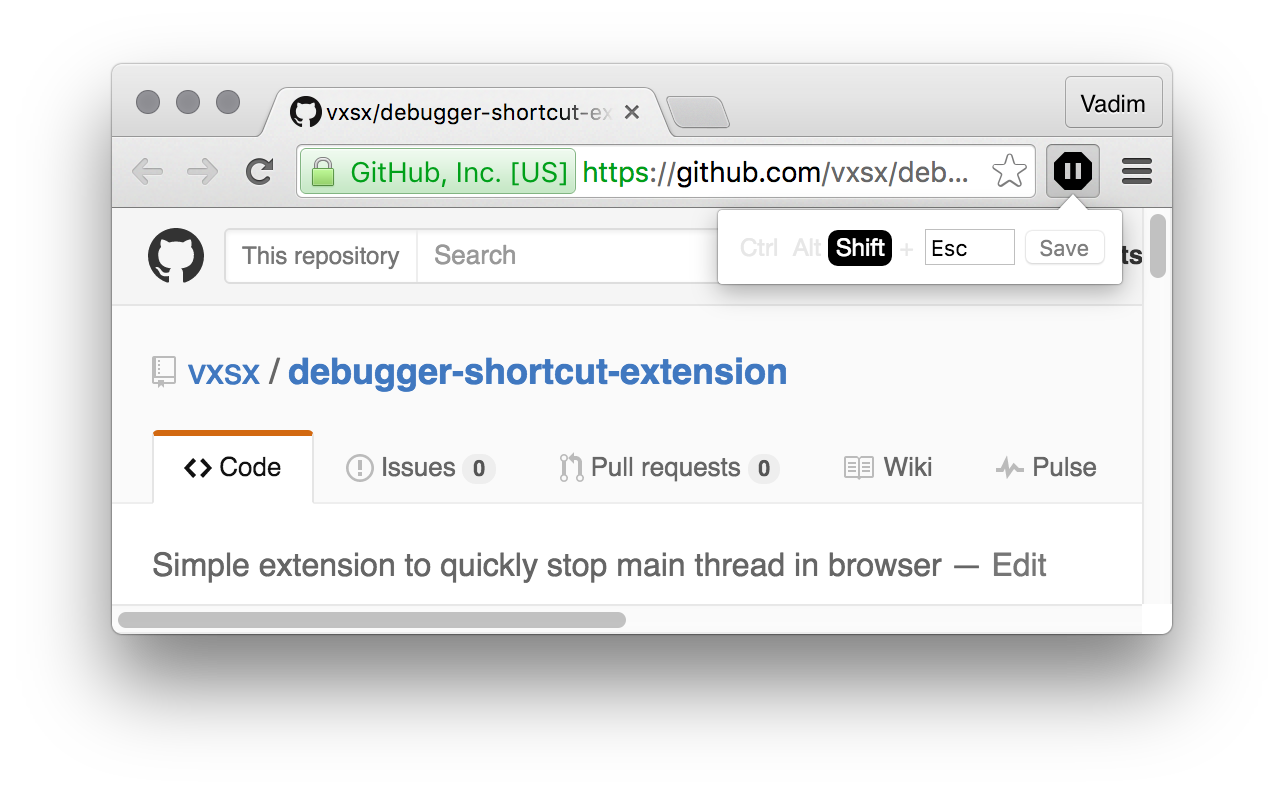 vxsx/debugger-shortcut-ex
Vadim
GitHub, Inc. [US] https://github.com/vxsx/deb...
This repository Search
Ctrl Alt Shift + Esc Save
ts
vxsx / debugger-shortcut-extension
Code Issues 0 Pull requests 0 Wiki Pulse
Simple extension to quickly stop main thread in browser — Edit